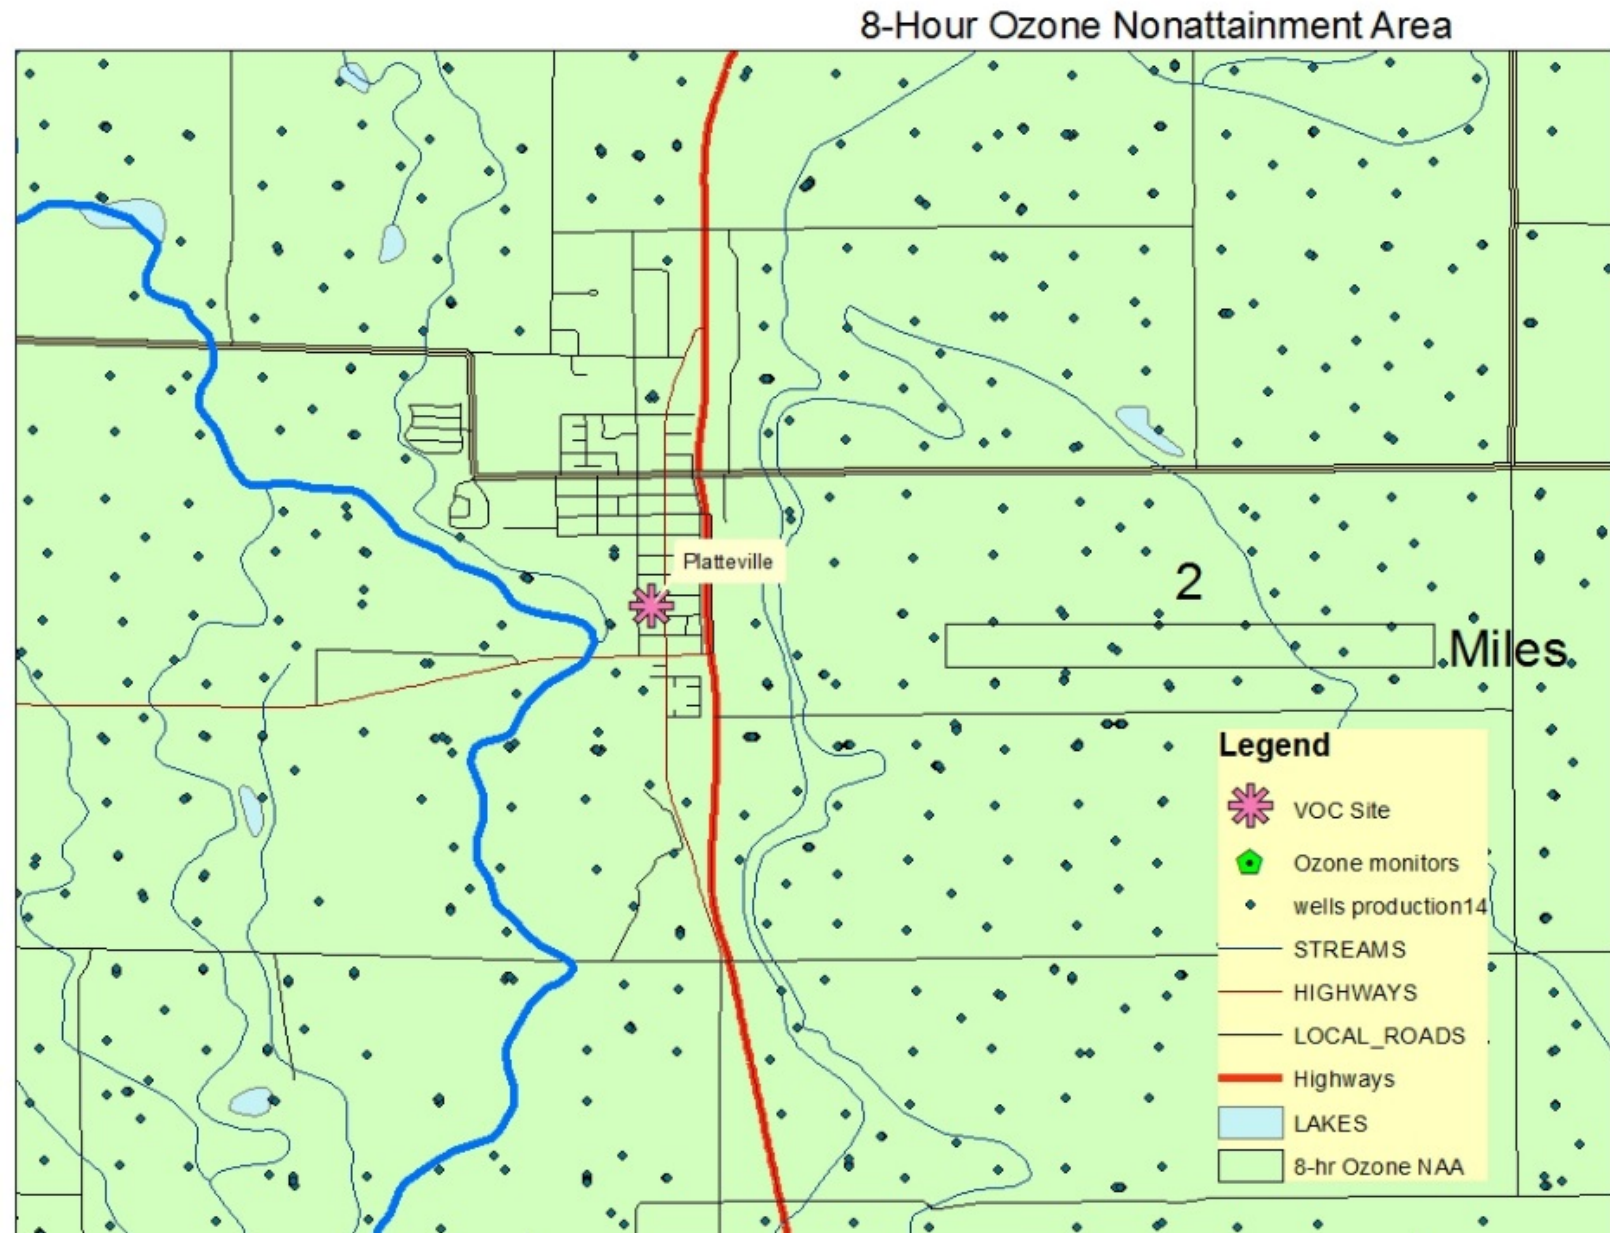 8-Hour Ozone Nonattainment Area
Platteville
2
Miles
Legend
VOC Site
Ozone monitors
wells production14
STREAMS
HIGHWAYS
LOCAL_ROADS
Highways
LAKES
8-hr Ozone NAA